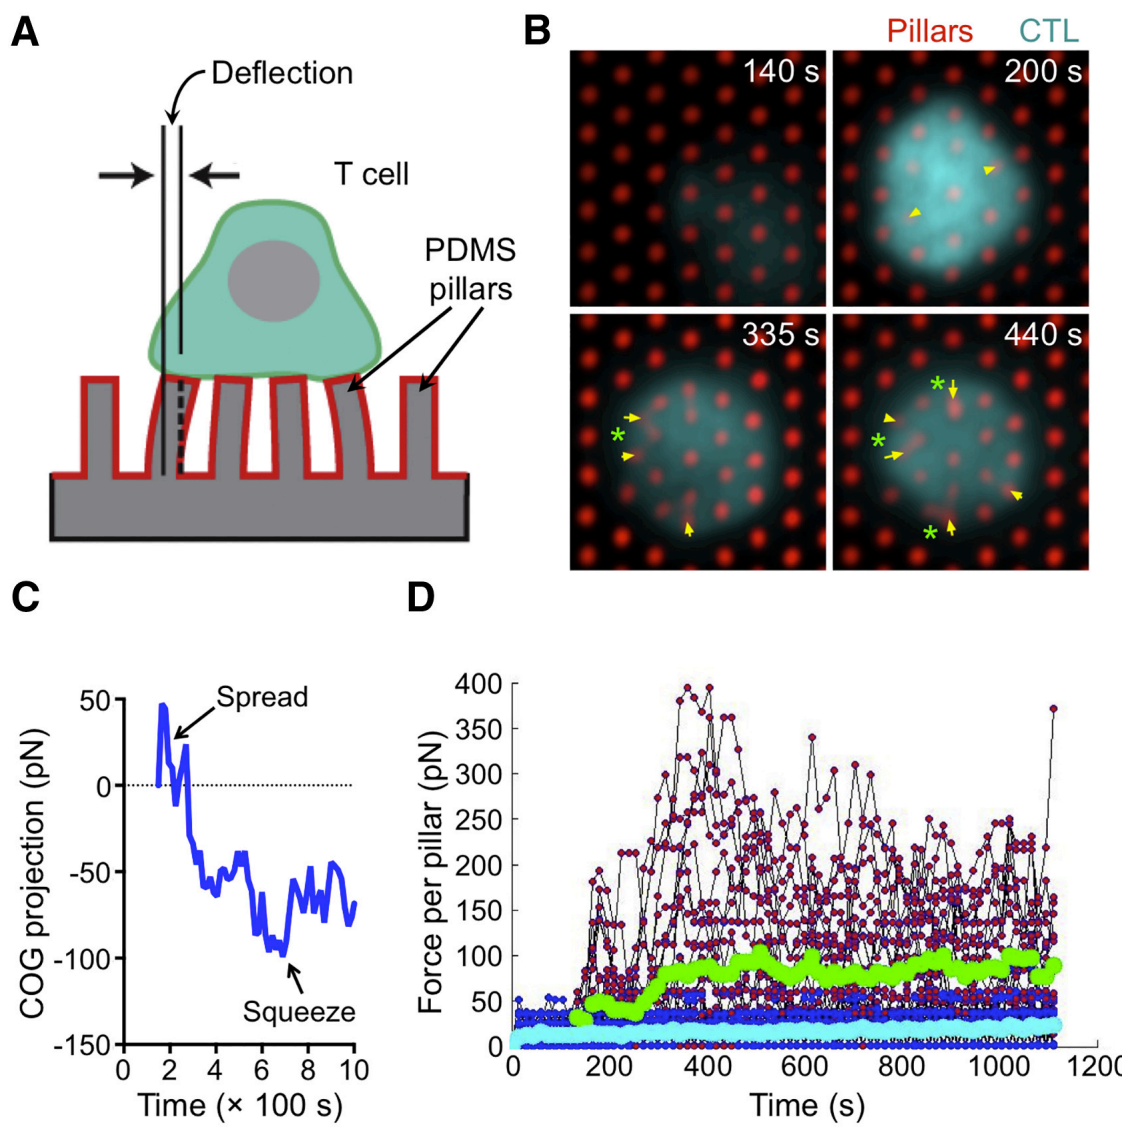 A
Deflection
T cell
PDMS
pillars
B
Pillars
CTL
140 s
200 s
335 s
440 s
*
*
*
*
C
COG projection (pN)
50
0
-50
-100
-150
Spread
Squeeze
0 2 4 6 8 10
Time (× 100 s)
D
Force per pillar (pN)
400
350
300
250
200
150
100
50
0
0 200 400 600 800 1000 1200
Time (s)